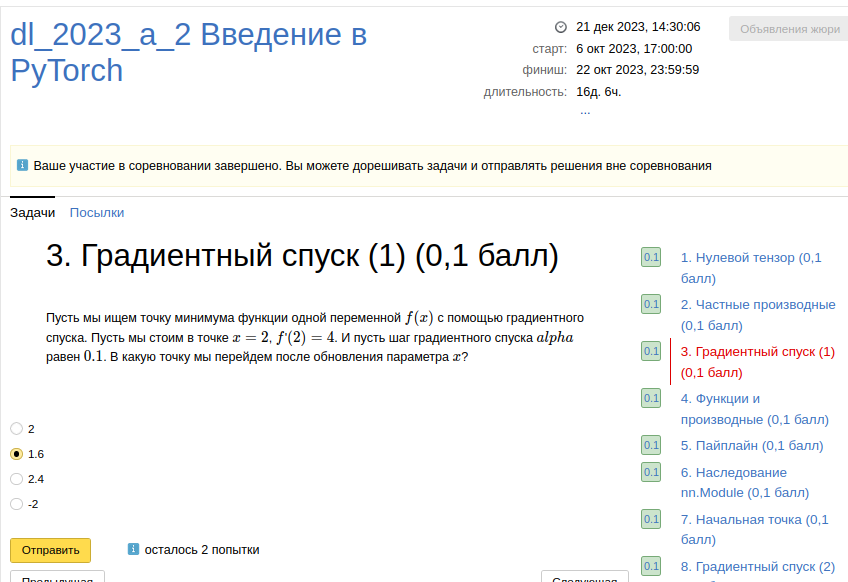 dl_2023_a_2 Введение в
PyTorch
21 дек 2023, 14:30:06
старт: 6 окт 2023, 17:00:00
финиш: 22 окт 2023, 23:59:59
длительность: 16д. 6ч.
...
Объявления жюри
Ваше участие в соревновании завершено. Вы можете дорешивать задачи и отправлять решения вне соревнования
Задачи Посылки
3. Градиентный спуск (1) (0,1 балл)
Пусть мы ищем точку минимума функции одной переменной f(x) с помощью градиентного
спуска. Пусть мы стоим в точке x = 2, f'(2) = 4. И пусть шаг градиентного спуска alpha
равен 0.1. В какую точку мы перейдем после обновления параметра x?
2
1.6
2.4
-2
Отправить
осталось 2 попытки
Предыдущая
Следующая
0.1 1. Нулевой тензор (0,1
балл)
0.1 2. Частные производные
(0,1 балл)
0.1 3. Градиентный спуск (1)
(0,1 балл)
0.1 4. Функции и
производные (0,1 балл)
0.1 5. Пайплайн (0,1 балл)
0.1 6. Наследование
nn.Module (0,1 балл)
0.1 7. Начальная точка (0,1
балл)
0.1 8. Градиентный спуск (2)